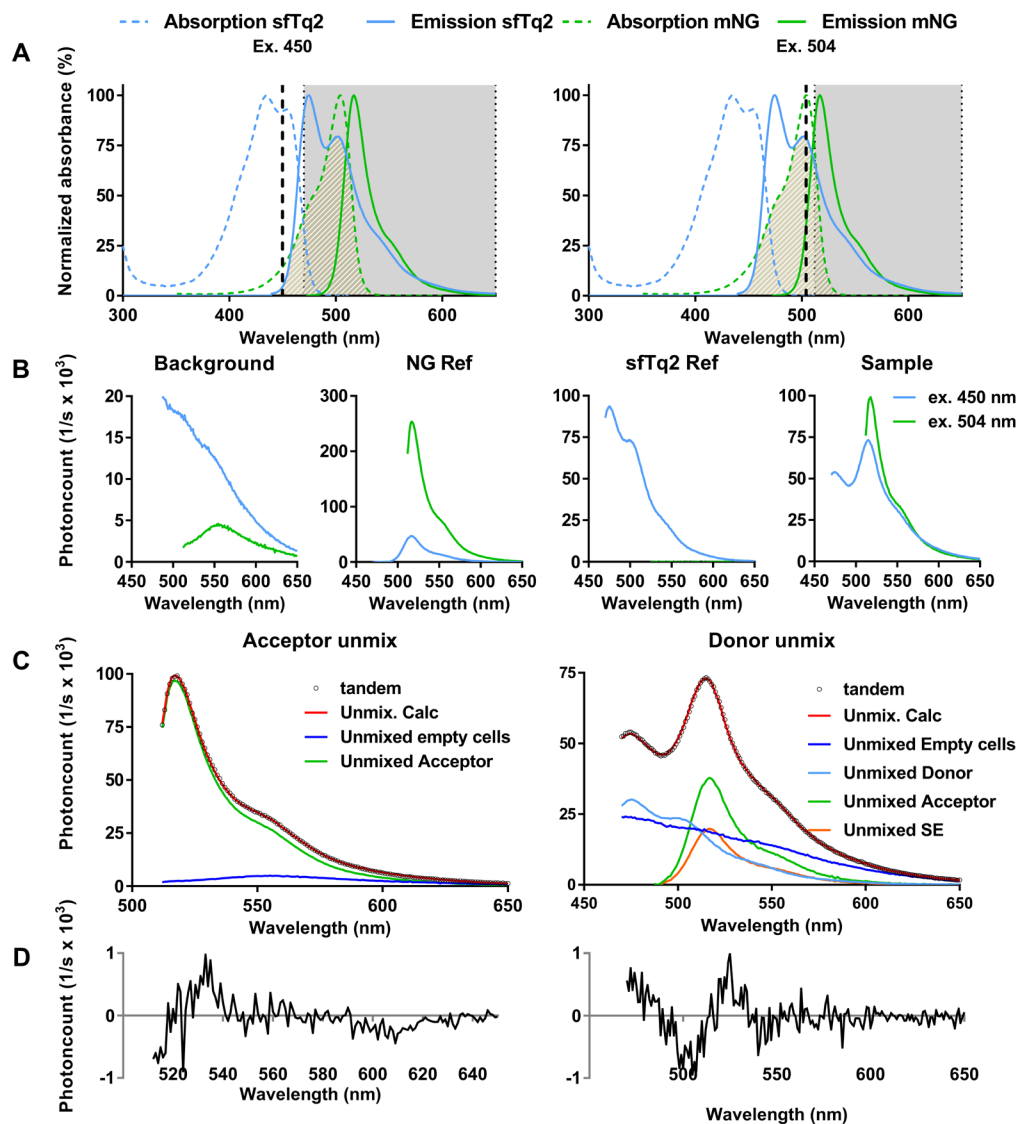 Absorption sfTq2 Emission sfTq2 Absorption mNG Emission mNG
A
Ex. 450
Ex. 504
Normalized absorbance (%)
100
75
50
25
0
300 400 500 600
Wavelength (nm)
100
75
50
25
0
300 400 500 600
Wavelength (nm)
B
Photoncount (1/s x 10³)
Background
20
15
10
5
0
450 500 550 600 650
Wavelength (nm)
NG Ref
300
200
100
0
450 500 550 600 650
Wavelength (nm)
sfTq2 Ref
100
75
50
25
0
450 500 550 600 650
Wavelength (nm)
Sample
100
75
50
25
0
ex. 450 nm
ex. 504 nm
450 500 550 600 650
Wavelength (nm)
C
Photoncount (1/s x 10³)
Acceptor unmix
100
75
50
25
0
tandem
Unmix. Calc
Unmixed empty cells
Unmixed Acceptor
500 550 600 650
Wavelength (nm)
Donor unmix
75
50
25
0
tandem
Unmix. Calc
Unmixed Empty cells
Unmixed Donor
Unmixed Acceptor
Unmixed SE
450 500 550 600 650
Wavelength (nm)
D
Photoncount (1/s x 10³)
1
0
-1
520 540 560 580 600 620 640
Wavelength (nm)
1
0
-1
500 550 600 650
Wavelength (nm)